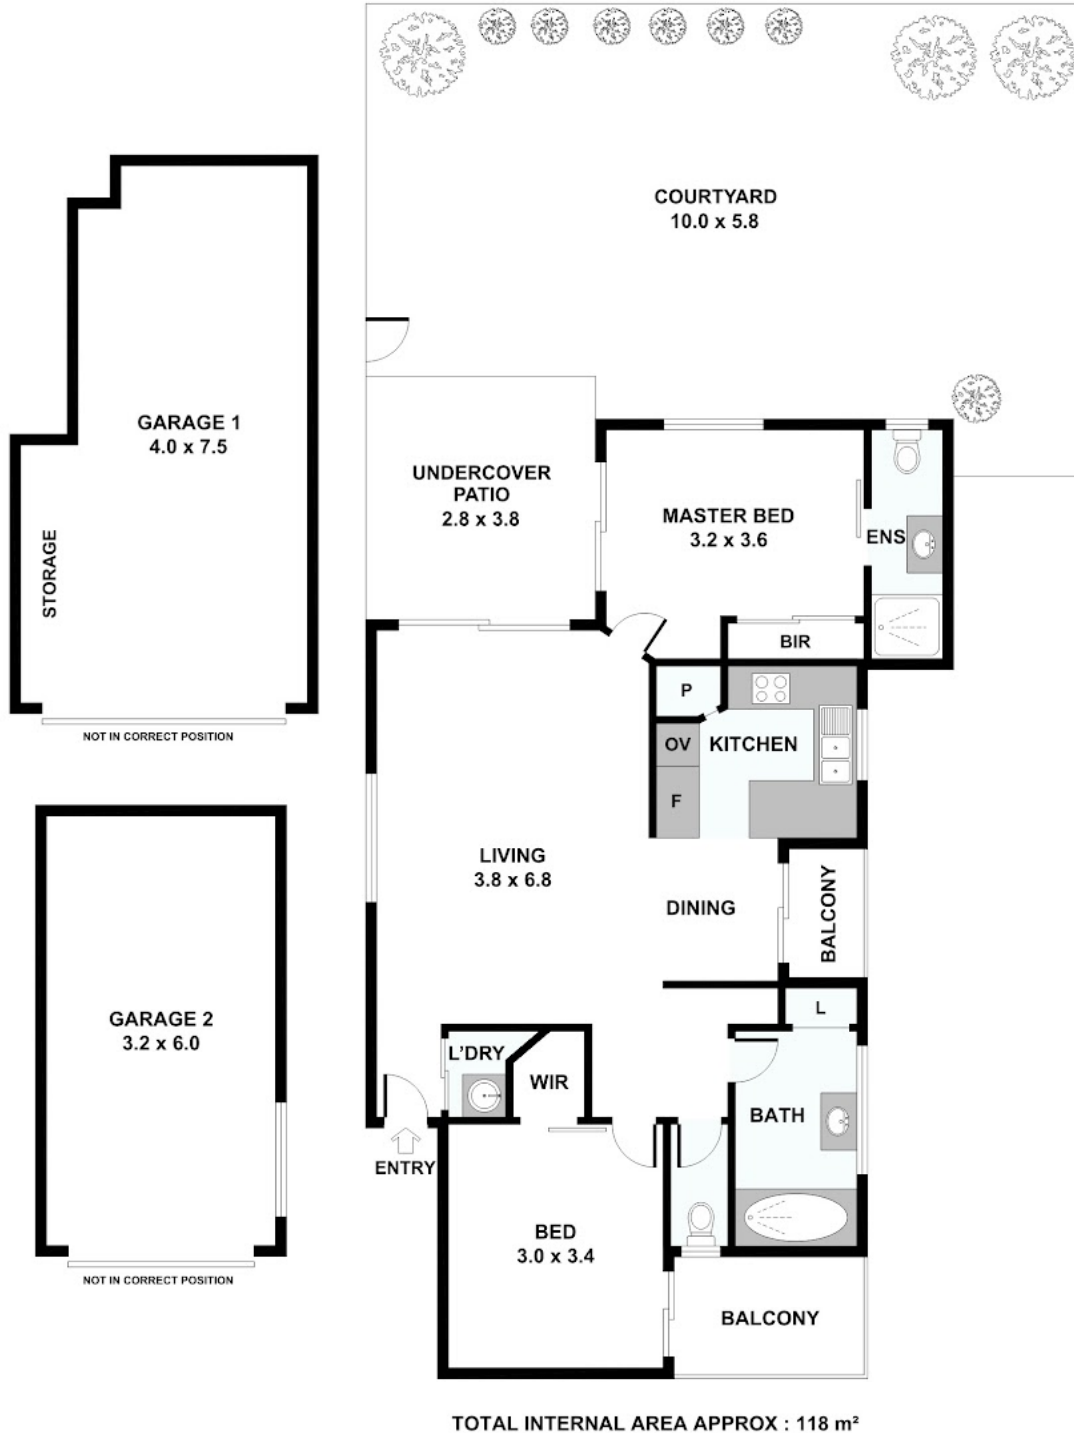 COURTYARD
10.0 x 5.8
GARAGE 1
4.0 x 7.5
STORAGE
NOT IN CORRECT POSITION
UNDERCOVER
PATIO
2.8 x 3.8
MASTER BED
3.2 x 3.6
ENS
BIR
P
OV
KITCHEN
F
LIVING
3.8 x 6.8
DINING
BALCONY
GARAGE 2
3.2 x 6.0
NOT IN CORRECT POSITION
L
L'DRY
WIR
BATH
ENTRY
BED
3.0 x 3.4
BALCONY
TOTAL INTERNAL AREA APPROX : 118 m²